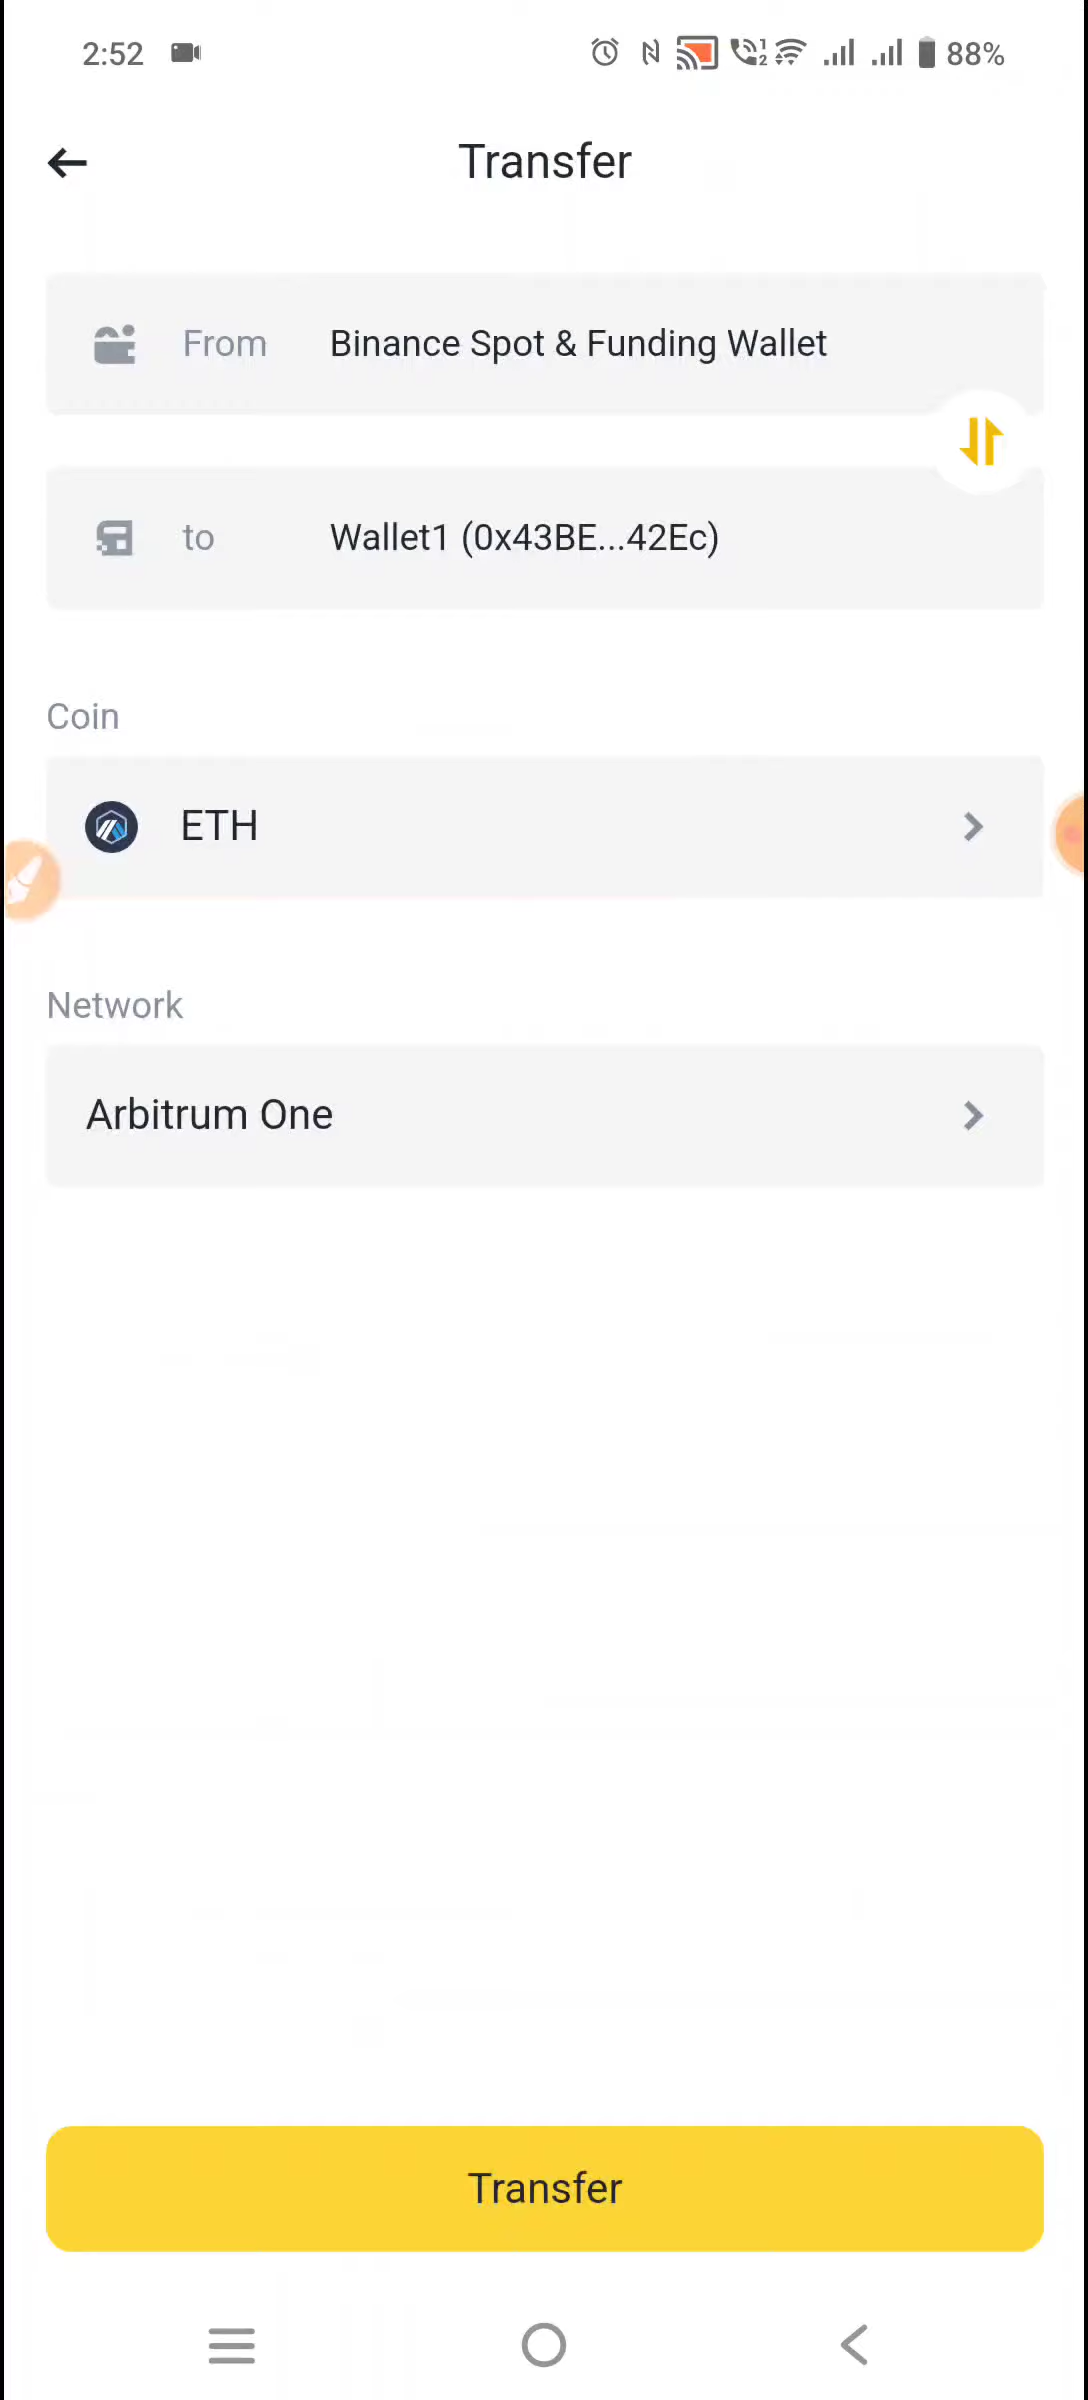 2:52 88%
Transfer
From Binance Spot & Funding Wallet
to Wallet1 (0x43BE...42Ec)
Coin
ETH
Network
Arbitrum One
Transfer